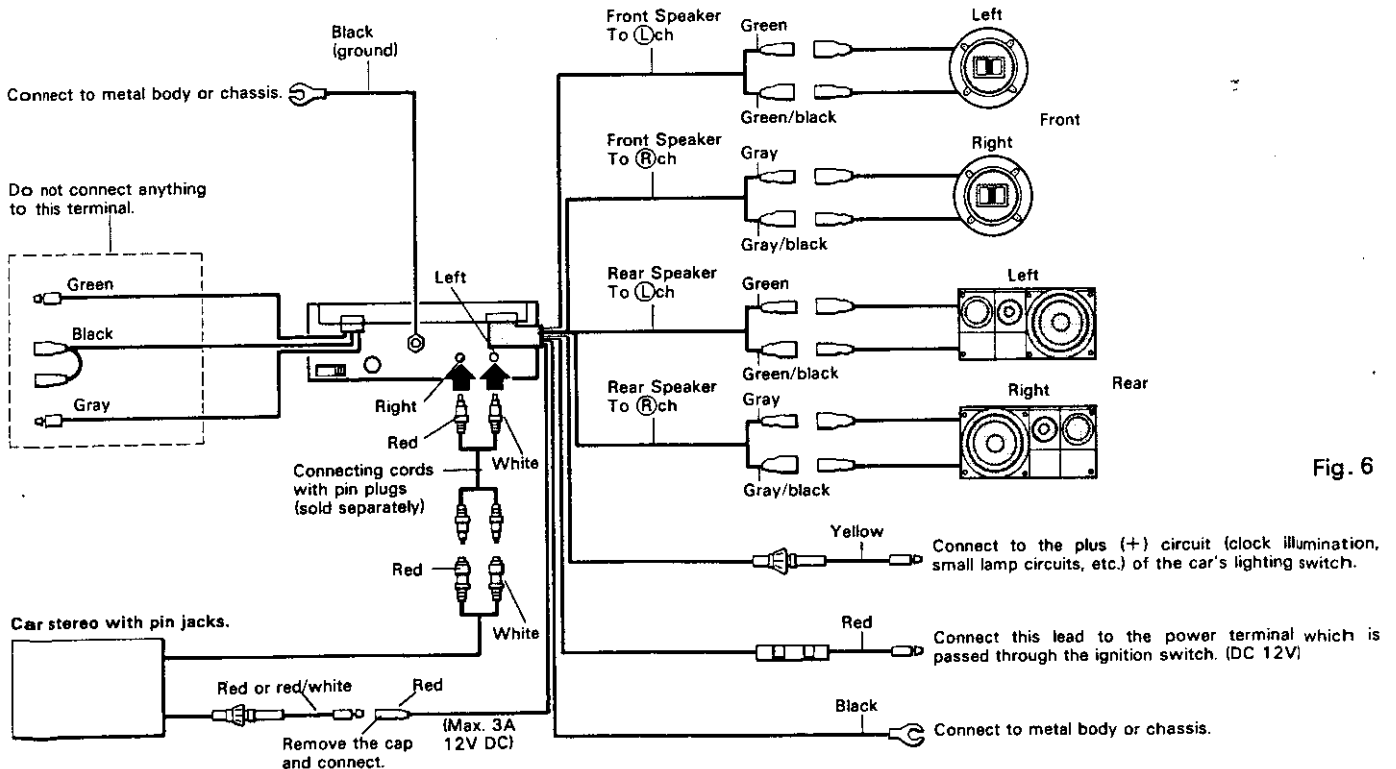 Black
(ground)
Connect to metal body or chassis.
Do not connect anything
to this terminal.
Green
Black
Gray
Left
Right
Red
White
Connecting cords
with pin plugs
(sold separately)
Red
White
Car stereo with pin jacks.
Red or red/white
Red
(Max. 3A
12V DC)
Remove the cap
and connect.
Front Speaker
To Ⓛch
Green
Green/black
Left
Front
Front Speaker
To Ⓡch
Gray
Gray/black
Right
Rear Speaker
To Ⓛch
Green
Green/black
Left
Rear
Rear Speaker
To Ⓡch
Gray
Gray/black
Right
Fig. 6
Yellow
Connect to the plus (+) circuit (clock illumination,
small lamp circuits, etc.) of the car's lighting switch.
Red
Connect this lead to the power terminal which is
passed through the ignition switch. (DC 12V)
Black
Connect to metal body or chassis.